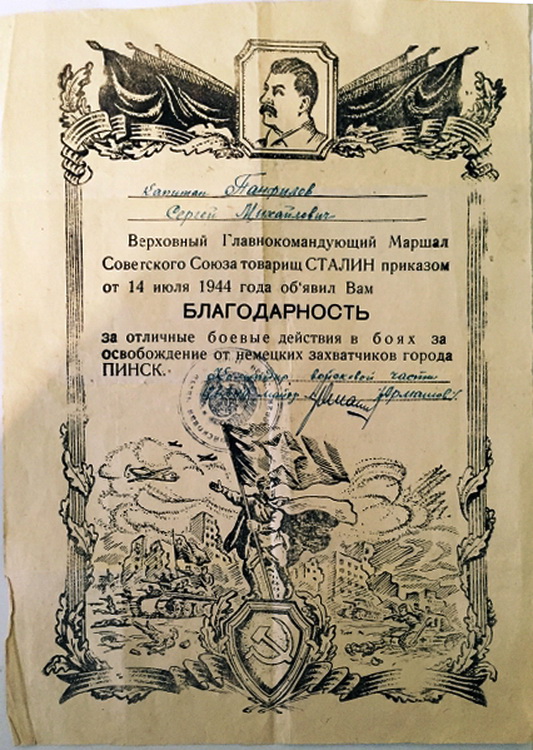 Капитан Панфилов
Сергей Михайлович
Верховный Главнокомандующий Маршал
Советского Союза товарищ СТАЛИН приказом
от 14 июля 1944 года об'явил Вам
БЛАГОДАРНОСТЬ
за отличные боевые действия в боях за
освобождение от немецких захватчиков города
ПИНСК.
Командир войсковой части
майор